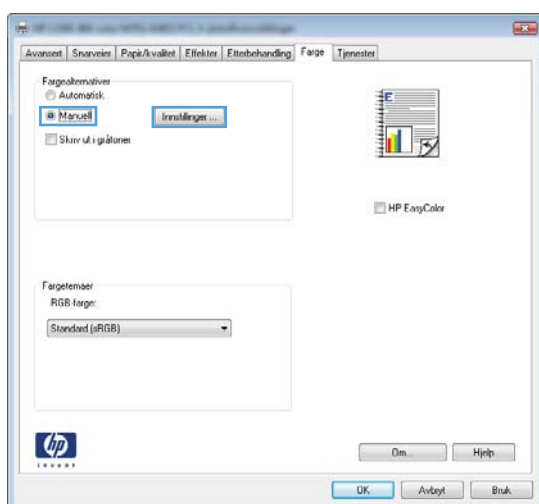 Avansert Snarveier Papir/kvalitet Effekter Etterbehandling Farge Tjenester
Fargealternativer
Automatisk
Manuell Innstillinger ...
Skriv ut i gråtoner
E
HP EasyColor
Fargetemaer
RGB-farge:
Standard (sRGB)
hp
invent
Om... Hjelp
OK Avbryt Bruk